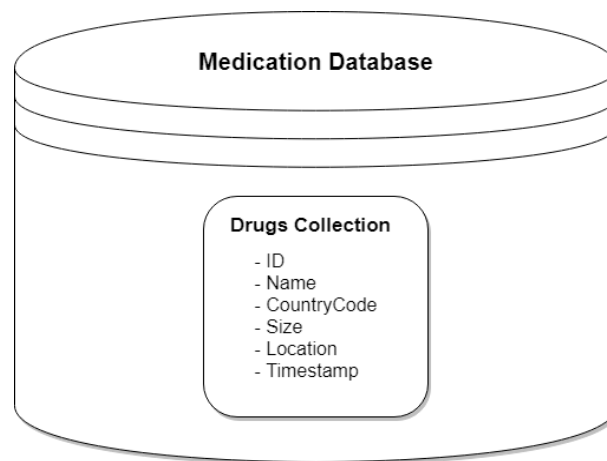 Medication Database
Drugs Collection
- ID
- Name
- CountryCode
- Size
- Location
- Timestamp